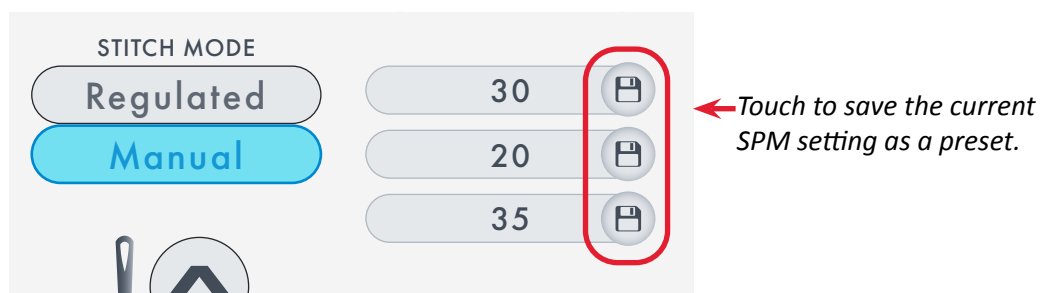 STITCH MODE
Regulated
Manual
30
20
35
Touch to save the current
SPM setting as a preset.